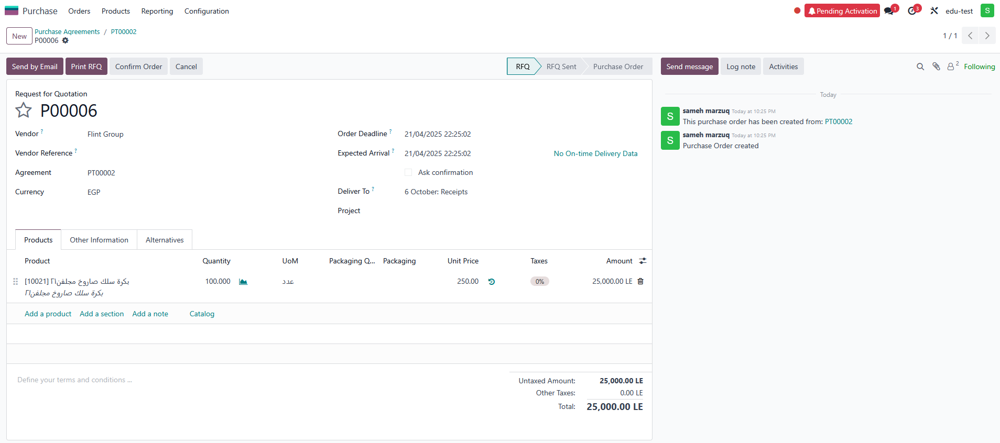 Purchase Orders Products Reporting Configuration
Pending Activation 1 3 edu-test S
New Purchase Agreements / PT00002
P00006
1 / 1
Send by Email Print RFQ Confirm Order Cancel
RFQ RFQ Sent Purchase Order
Send message Log note Activities
2 Following
Request for Quotation
P00006
Vendor ? Flint Group
Order Deadline ? 21/04/2025 22:25:02
Vendor Reference ?
Expected Arrival ? 21/04/2025 22:25:02 No On-time Delivery Data
Agreement PT00002
Ask confirmation
Currency EGP
Deliver To ? 6 October: Receipts
Project
Products Other Information Alternatives
Product Quantity UoM Packaging Q... Packaging Unit Price Taxes Amount
[10021] بكرة سلك صاروخ مجلفن٢١ 100.000 عدد 250.00 0% 25,000.00 LE
بكرة سلك صاروخ مجلفن٢١
Add a product Add a section Add a note Catalog
Define your terms and conditions ...
Untaxed Amount: 25,000.00 LE
Other Taxes: 0.00 LE
Total: 25,000.00 LE
Today
S sameh marzuq Today at 10:25 PM
This purchase order has been created from: PT00002
S sameh marzuq Today at 10:25 PM
Purchase Order created